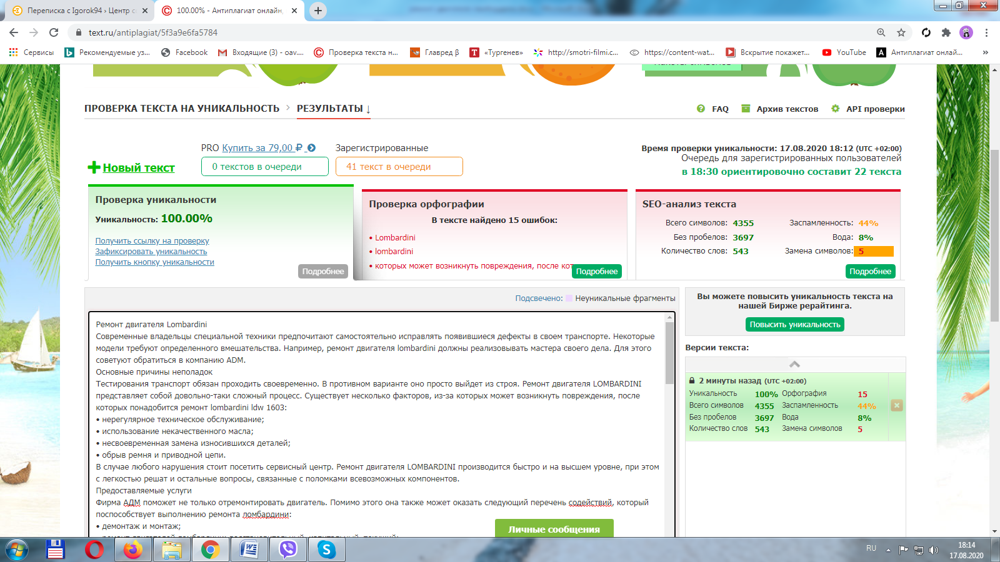 Переписка с Igorok94 › Центр с
100.00% - Антиплагиат онлайн,
text.ru/antiplagiat/5f3a9e6fa5784
Сервисы
Рекомендуемые уз...
Facebook
Входящие (3) - oav....
Проверка текста н...
Главред β
«Тургенев»
http://smotri-filmi.c...
https://content-wat...
Вскрытие покажет...
YouTube
Антиплагиат онлай...
»
ПРОВЕРКА ТЕКСТА НА УНИКАЛЬНОСТЬ > РЕЗУЛЬТАТЫ ↓
FAQ
Архив текстов
API проверки
Новый текст
PRO Купить за 79,00 ₽
0 текстов в очереди
Зарегистрированные
41 текст в очереди
Время проверки уникальности: 17.08.2020 18:12 (UTC +02:00)
Очередь для зарегистрированных пользователей
в 18:30 ориентировочно составит 22 текста
Проверка уникальности
Уникальность: 100.00%
Получить ссылку на проверку
Зафиксировать уникальность
Получить кнопку уникальности
Подробнее
Проверка орфографии
В тексте найдено 15 ошибок:
• Lombardini
• lombardini
• которых может возникнуть повреждения, после кот
Подробнее
SEO-анализ текста
Всего символов: 4355
Заспамленность: 44%
Без пробелов: 3697
Вода: 8%
Количество слов: 543
Замена символов: 5
Подробнее
Подсвечено: Неуникальные фрагменты
Ремонт двигателя Lombardini
Современные владельцы специальной техники предпочитают самостоятельно исправлять появившиеся дефекты в своем транспорте. Некоторые
модели требуют определенного вмешательства. Например, ремонт двигателя lombardini должны реализовывать мастера своего дела. Для этого
советуют обратиться в компанию ADM.
Основные причины неполадок
Тестирования транспорт обязан проходить своевременно. В противном варианте оно просто выйдет из строя. Ремонт двигателя LOMBARDINI
представляет собой довольно-таки сложный процесс. Существует несколько факторов, из-за которых может возникнуть повреждения, после
которых понадобится ремонт lombardini ldw 1603:
• нерегулярное техническое обслуживание;
• использование некачественного масла;
• несвоевременная замена износившихся деталей;
• обрыв ремня и приводной цепи.
В случае любого нарушения стоит посетить сервисный центр. Ремонт двигателя LOMBARDINI производится быстро и на высшем уровне, при этом
с легкостью решат и остальные вопросы, связанные с поломками всевозможных компонентов.
Предоставляемые услуги
Фирма АДМ поможет не только отремонтировать двигатель. Помимо этого она также может оказать следующий перечень содействий, который
поспособствует выполнению ремонта ломбардини:
• демонтаж и монтаж;
Вы можете повысить уникальность текста на
нашей Бирже рерайтинга.
Повысить уникальность
Версии текста:
2 минуты назад (UTC +02:00)
Уникальность 100% Орфография 15
Всего символов 4355 Заспамленность 44%
Без пробелов 3697 Вода 8%
Количество слов 543 Замена символов 5
Личные сообщения
RU
18:14
17.08.2020